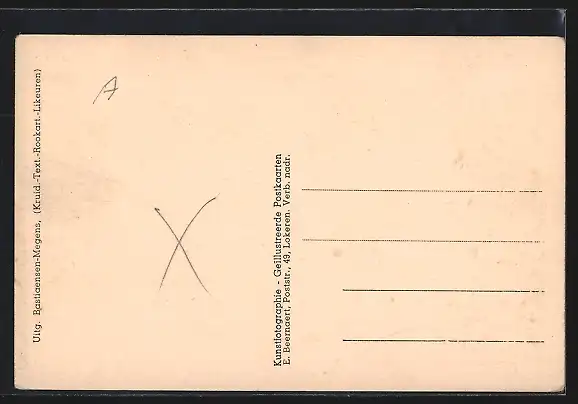 Uitg. Bastiaensen-Megens, (Kruid.-Text.-Rookart.-Likeuren)
A
Kunstfotographie - Geïllustreerde Postkaarten
E. Beernaert, Poststr., 49, Lokeren. Verb. nadr.